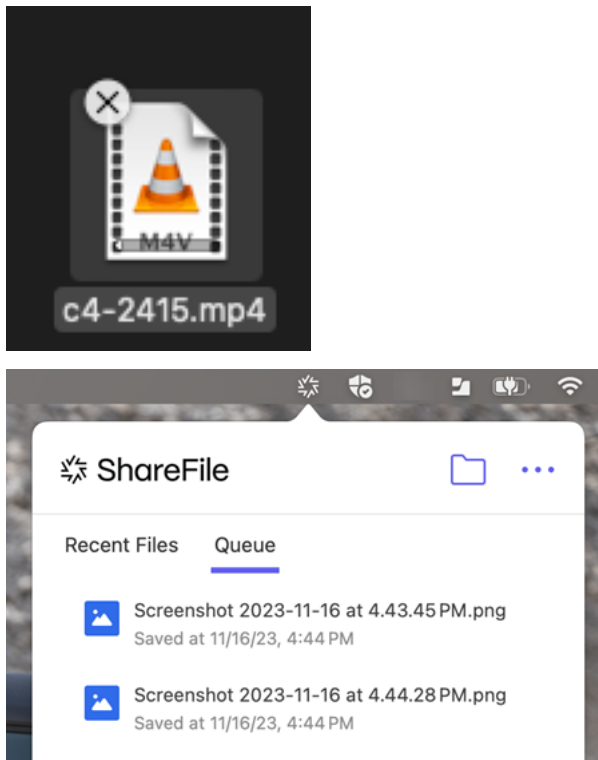 M4V
c4-2415.mp4
ShareFile
Recent Files Queue
Screenshot 2023-11-16 at 4.43.45 PM.png
Saved at 11/16/23, 4:44 PM
Screenshot 2023-11-16 at 4.44.28 PM.png
Saved at 11/16/23, 4:44 PM